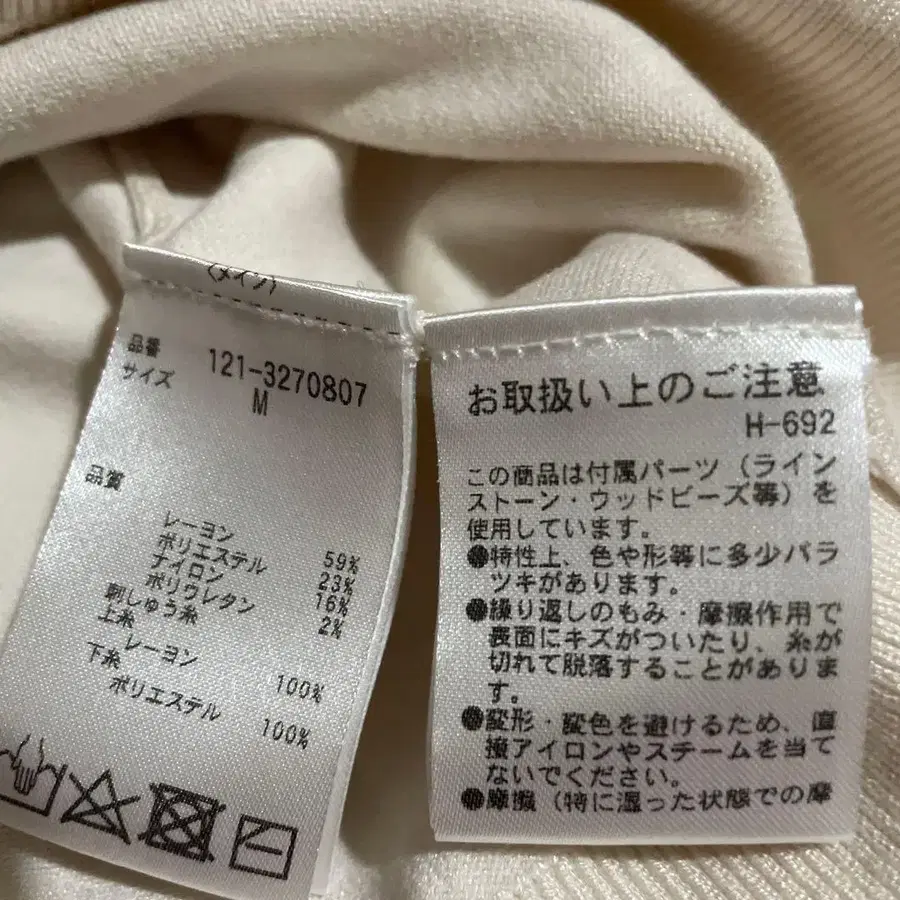 (メイン)
品番 121-3270807
サイズ M
品質
レーヨン 59%
ポリエステル 23%
ナイロン 16%
ポリウレタン 2%
刺しゅう糸
上糸
レーヨン 100%
下糸
ポリエステル 100%
お取扱い上のご注意
H-692
この商品は付属パーツ(ライン
ストーン・ウッドビーズ等)を
使用しています。
●特性上、色や形等に多少バラ
ツキがあります。
●繰り返しのもみ・摩擦作用で
表面にキズがついたり、糸が
切れて脱落することがありま
す。
●変形・変色を避けるため、直
接アイロンやスチームを当て
ないでください。
●摩擦(特に湿った状態での摩